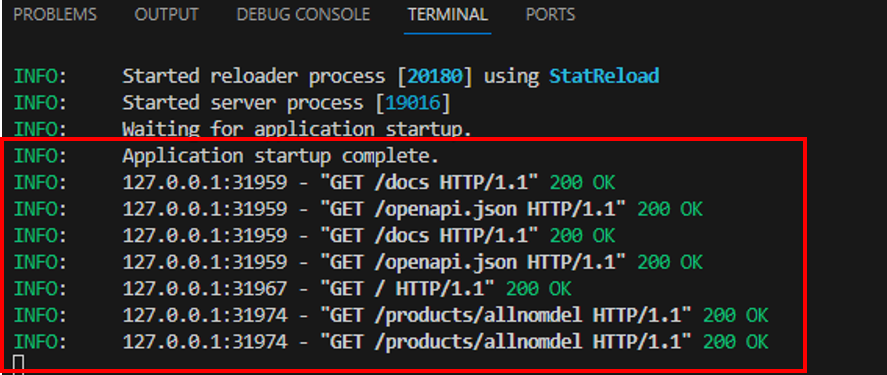 PROBLEMS OUTPUT DEBUG CONSOLE TERMINAL PORTS
INFO: Started reloader process [20180] using StatReload
INFO: Started server process [19016]
INFO: Waiting for application startup.
INFO: Application startup complete.
INFO: 127.0.0.1:31959 - "GET /docs HTTP/1.1" 200 OK
INFO: 127.0.0.1:31959 - "GET /openapi.json HTTP/1.1" 200 OK
INFO: 127.0.0.1:31959 - "GET /docs HTTP/1.1" 200 OK
INFO: 127.0.0.1:31959 - "GET /openapi.json HTTP/1.1" 200 OK
INFO: 127.0.0.1:31967 - "GET / HTTP/1.1" 200 OK
INFO: 127.0.0.1:31974 - "GET /products/allnomdel HTTP/1.1" 200 OK
INFO: 127.0.0.1:31974 - "GET /products/allnomdel HTTP/1.1" 200 OK